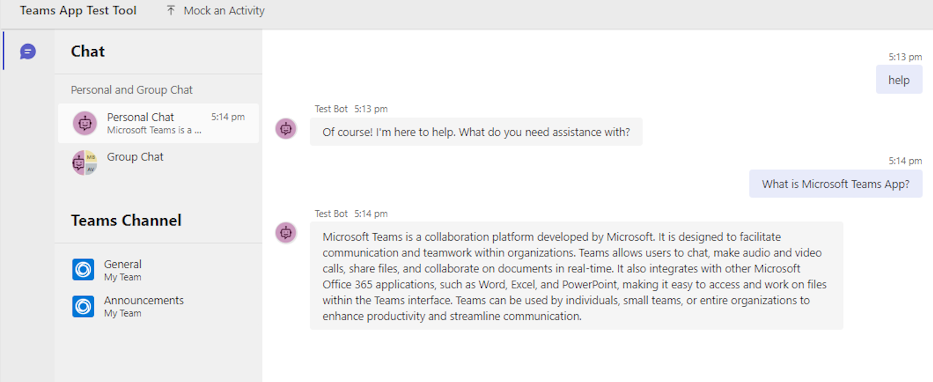 Teams App Test Tool
Mock an Activity
Chat
Personal and Group Chat
Personal Chat 5:14 pm
Microsoft Teams is a ...
Group Chat
Teams Channel
General
My Team
Announcements
My Team
5:13 pm
help
Test Bot 5:13 pm
Of course! I'm here to help. What do you need assistance with?
5:14 pm
What is Microsoft Teams App?
Test Bot 5:14 pm
Microsoft Teams is a collaboration platform developed by Microsoft. It is designed to facilitate
communication and teamwork within organizations. Teams allows users to chat, make audio and video
calls, share files, and collaborate on documents in real-time. It also integrates with other Microsoft
Office 365 applications, such as Word, Excel, and PowerPoint, making it easy to access and work on files
within the Teams interface. Teams can be used by individuals, small teams, or entire organizations to
enhance productivity and streamline communication.